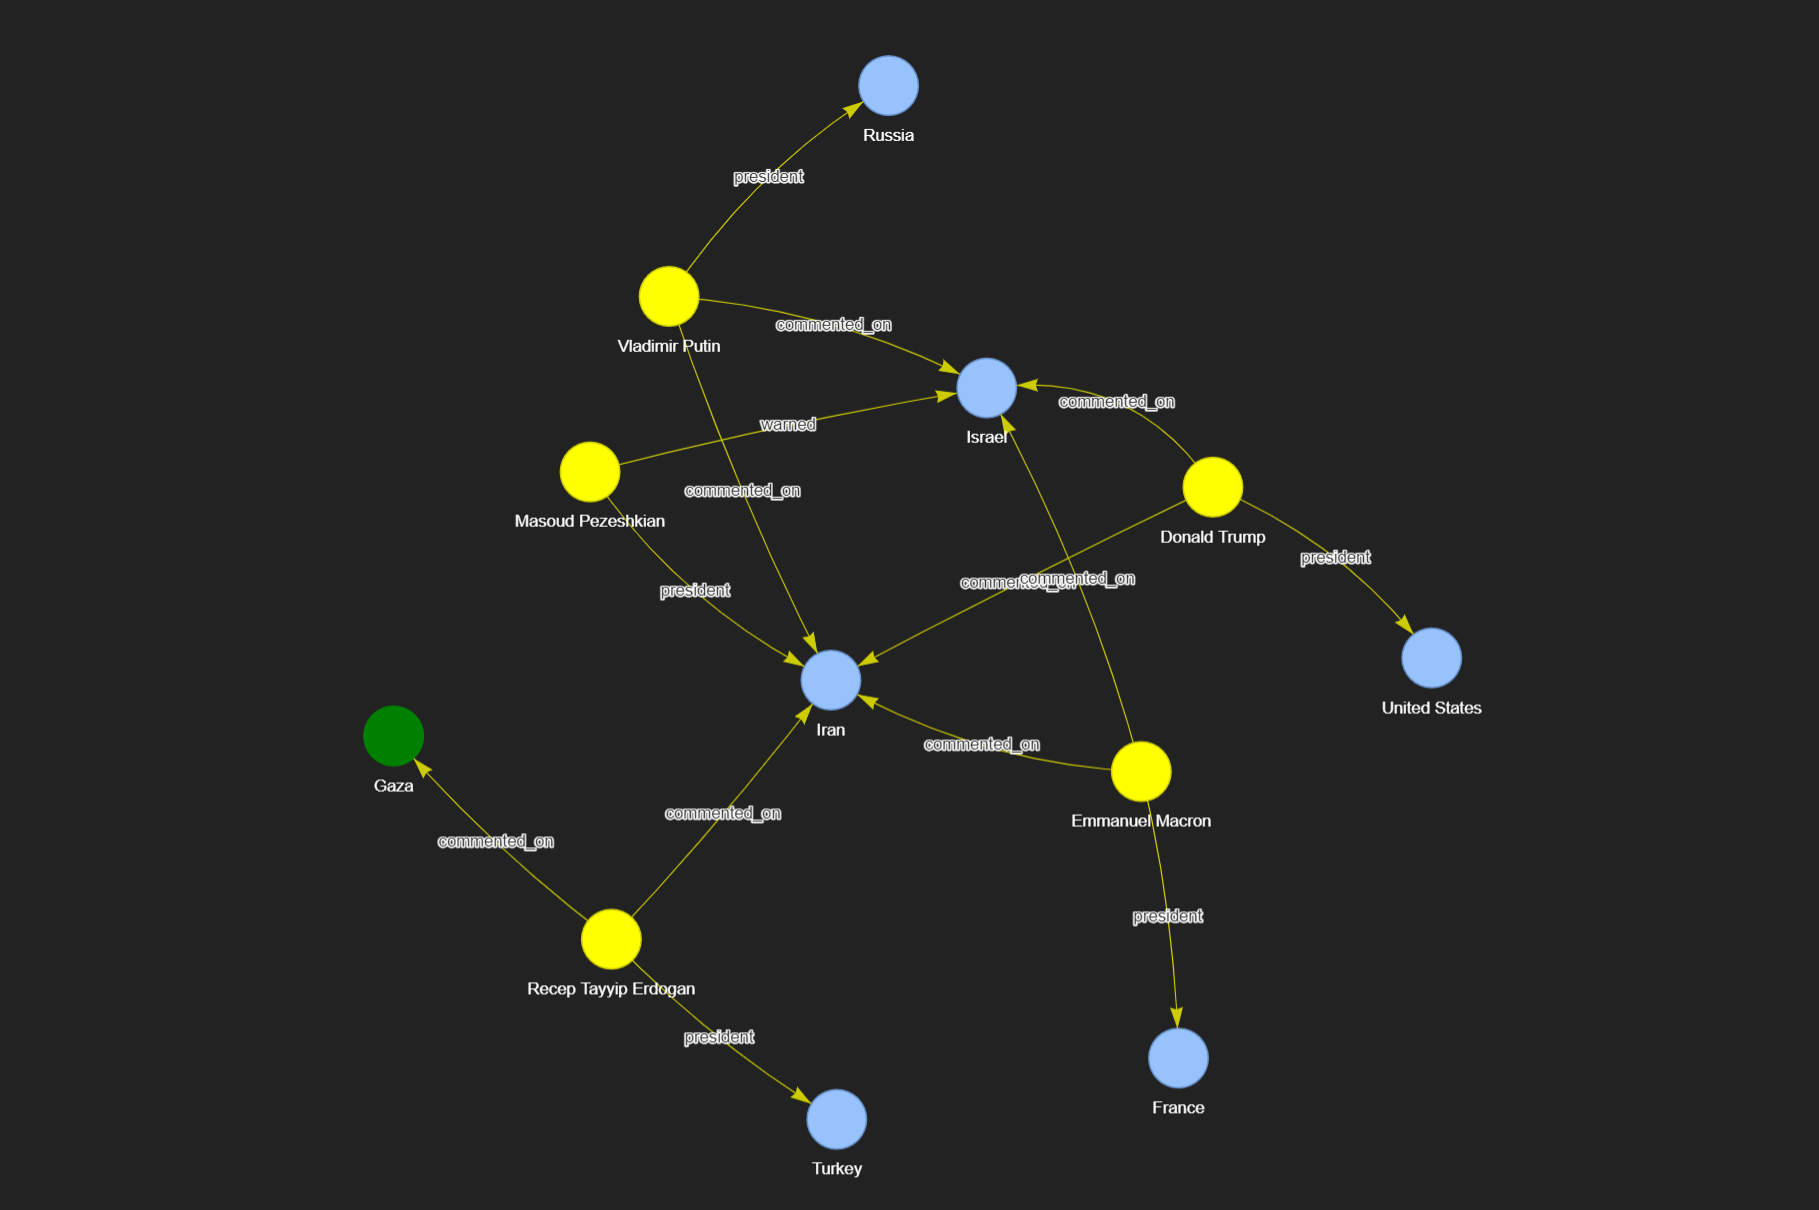 Russia
president
Vladimir Putin
commented_on
Israel
commented_on
warned
Masoud Pezeshkian
commented_on
Donald Trump
president
commented_on
commented_on
president
United States
Iran
commented_on
Gaza
commented_on
Emmanuel Macron
commented_on
president
Recep Tayyip Erdogan
president
France
Turkey